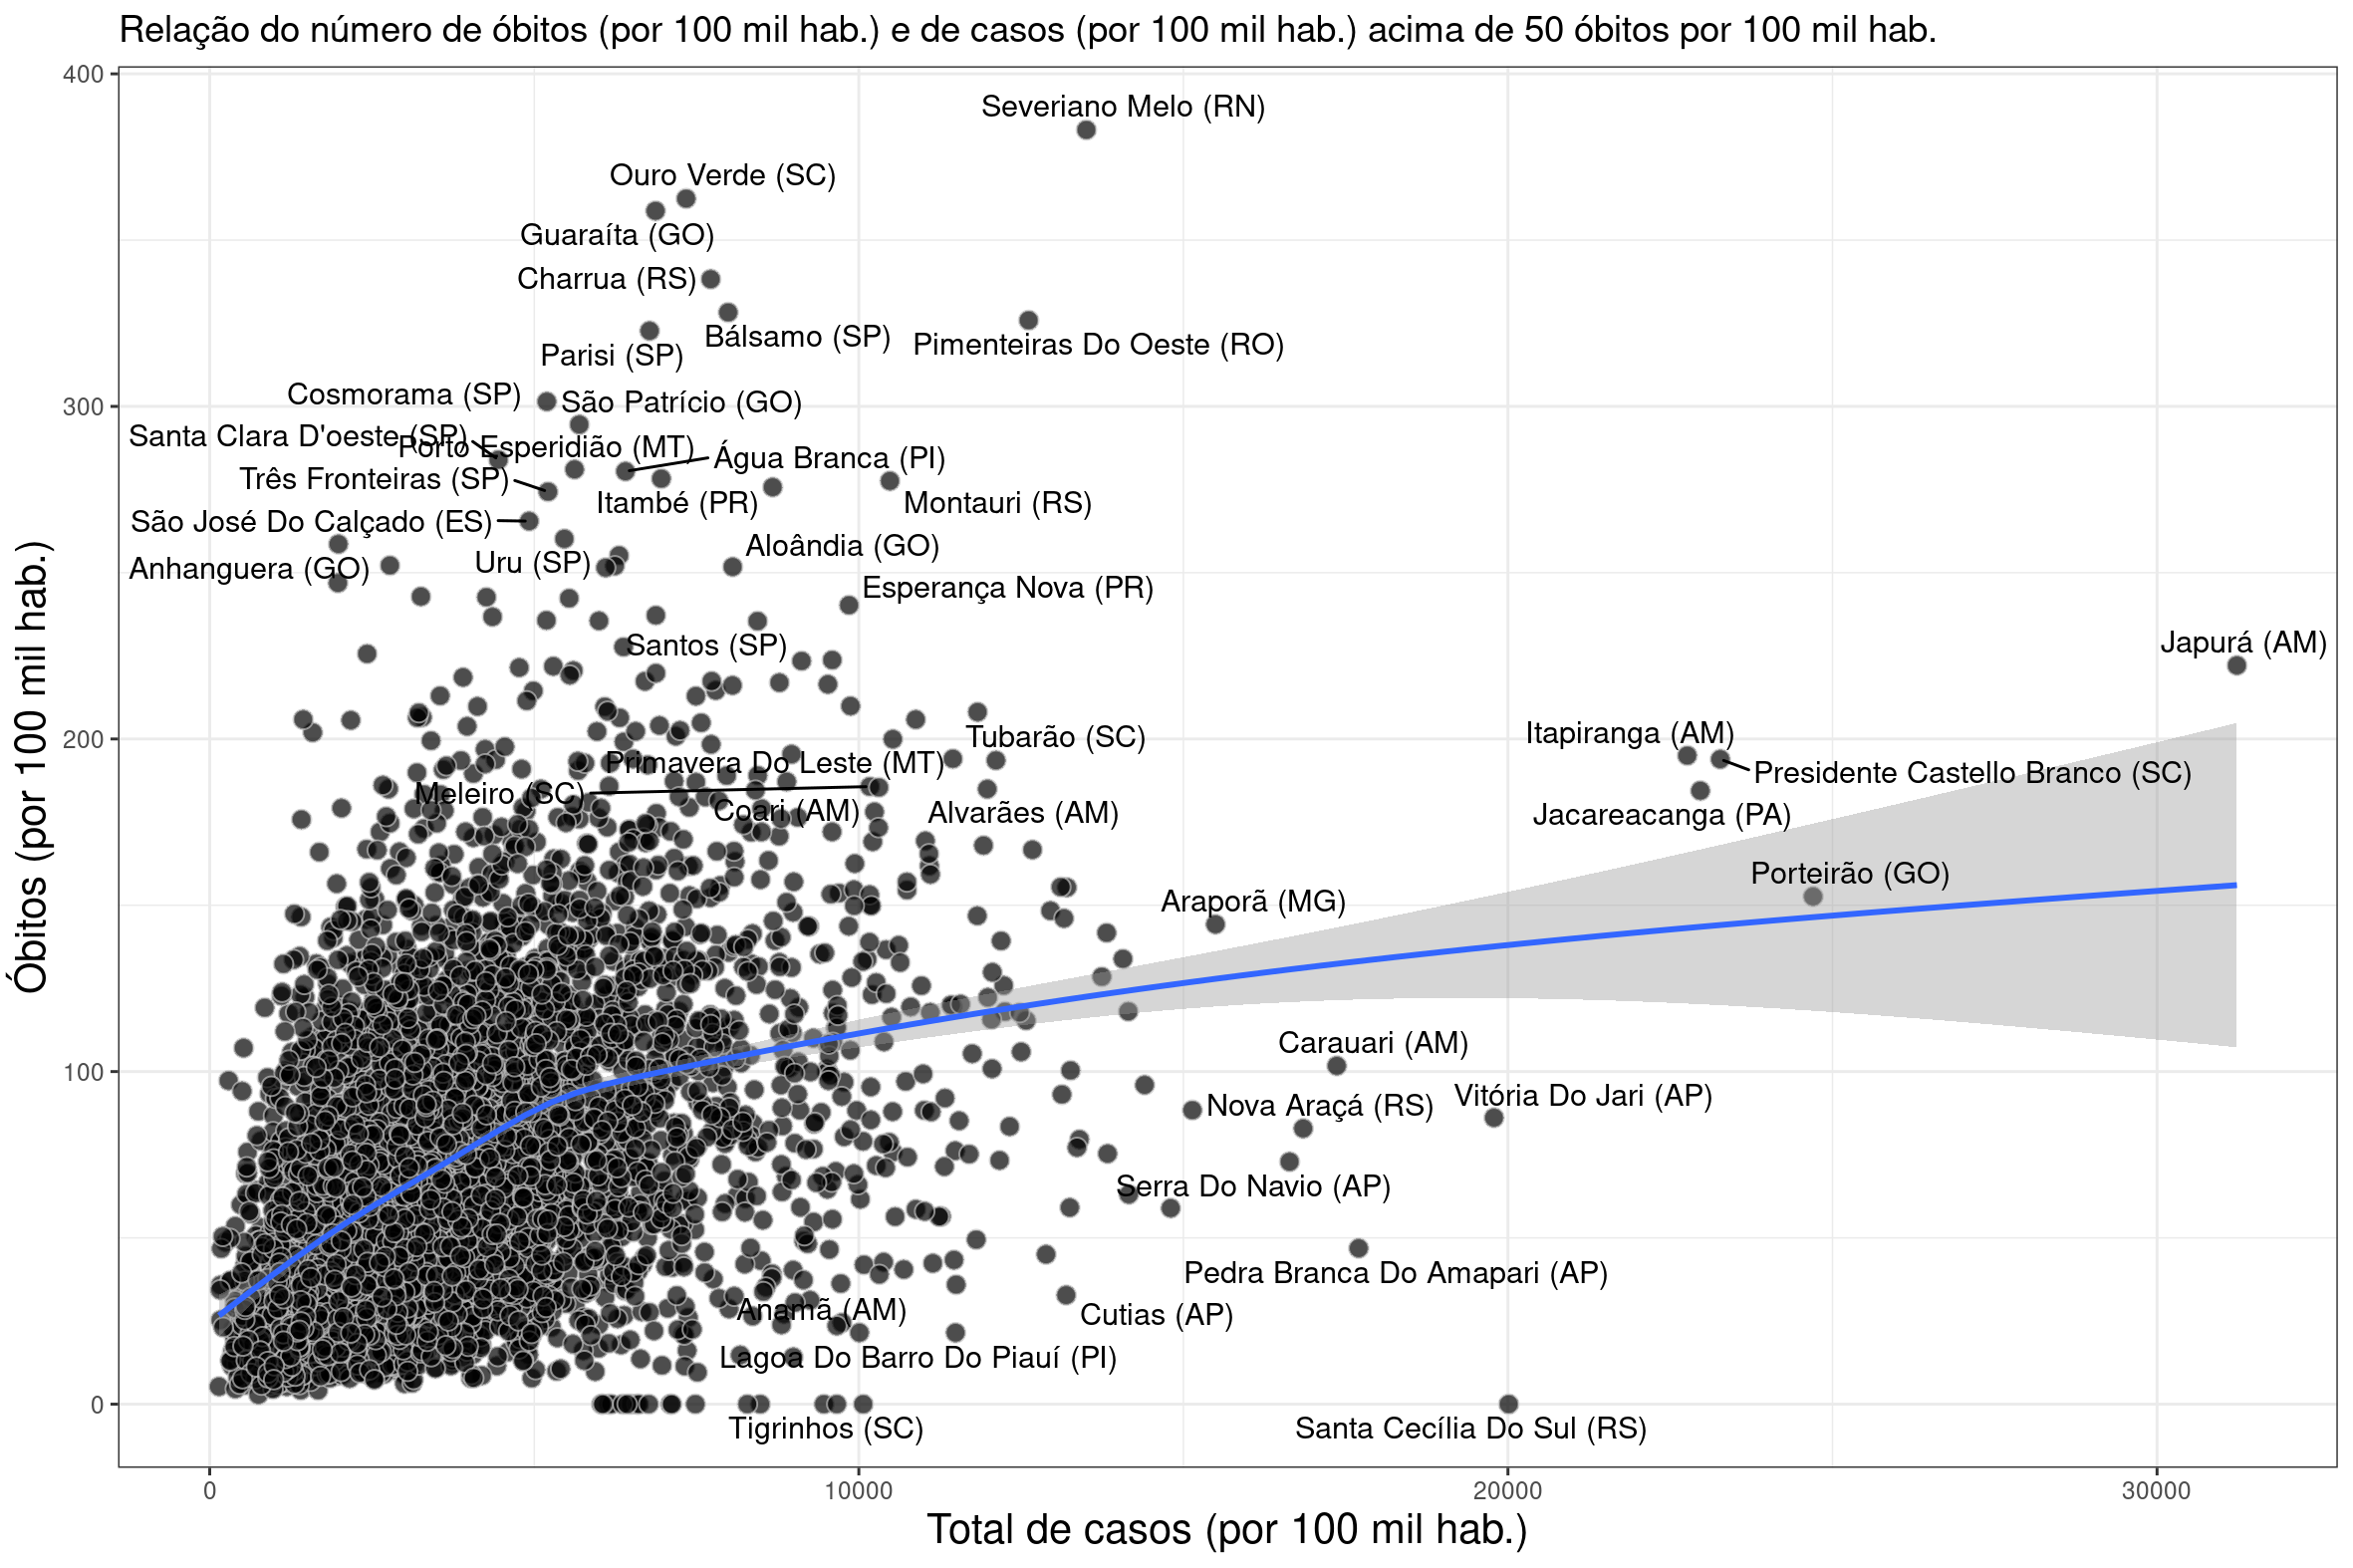 Relação do número de óbitos (por 100 mil hab.) e de casos (por 100 mil hab.) acima de 50 óbitos por 100 mil hab.
400
Severiano Melo (RN)
Ouro Verde (SC)
Guaraíta (GO)
Charrua (RS)
Bálsamo (SP)
Pimenteiras Do Oeste (RO)
Parisi (SP)
Cosmorama (SP)
São Patrício (GO)
300
Santa Clara D'oeste (SP)
Porto Esperidião (MT)
Água Branca (PI)
Três Fronteiras (SP)
Itambé (PR)
Montauri (RS)
São José Do Calçado (ES)
Aloândia (GO)
Uru (SP)
Anhanguera (GO)
Esperança Nova (PR)
Santos (SP)
Japurá (AM)
200
Itapiranga (AM)
Tubarão (SC)
Primavera Do Leste (MT)
Presidente Castello Branco (SC)
Meleiro (SC)
Coari (AM)
Alvarães (AM)
Jacareacanga (PA)
Porteirão (GO)
Araporã (MG)
Carauari (AM)
100
Vitória Do Jari (AP)
Nova Araçá (RS)
Serra Do Navio (AP)
Pedra Branca Do Amapari (AP)
Anamã (AM)
Cutias (AP)
Lagoa Do Barro Do Piauí (PI)
0
Tigrinhos (SC)
Santa Cecília Do Sul (RS)
0
10000
20000
30000
Total de casos (por 100 mil hab.)
Óbitos (por 100 mil hab.)